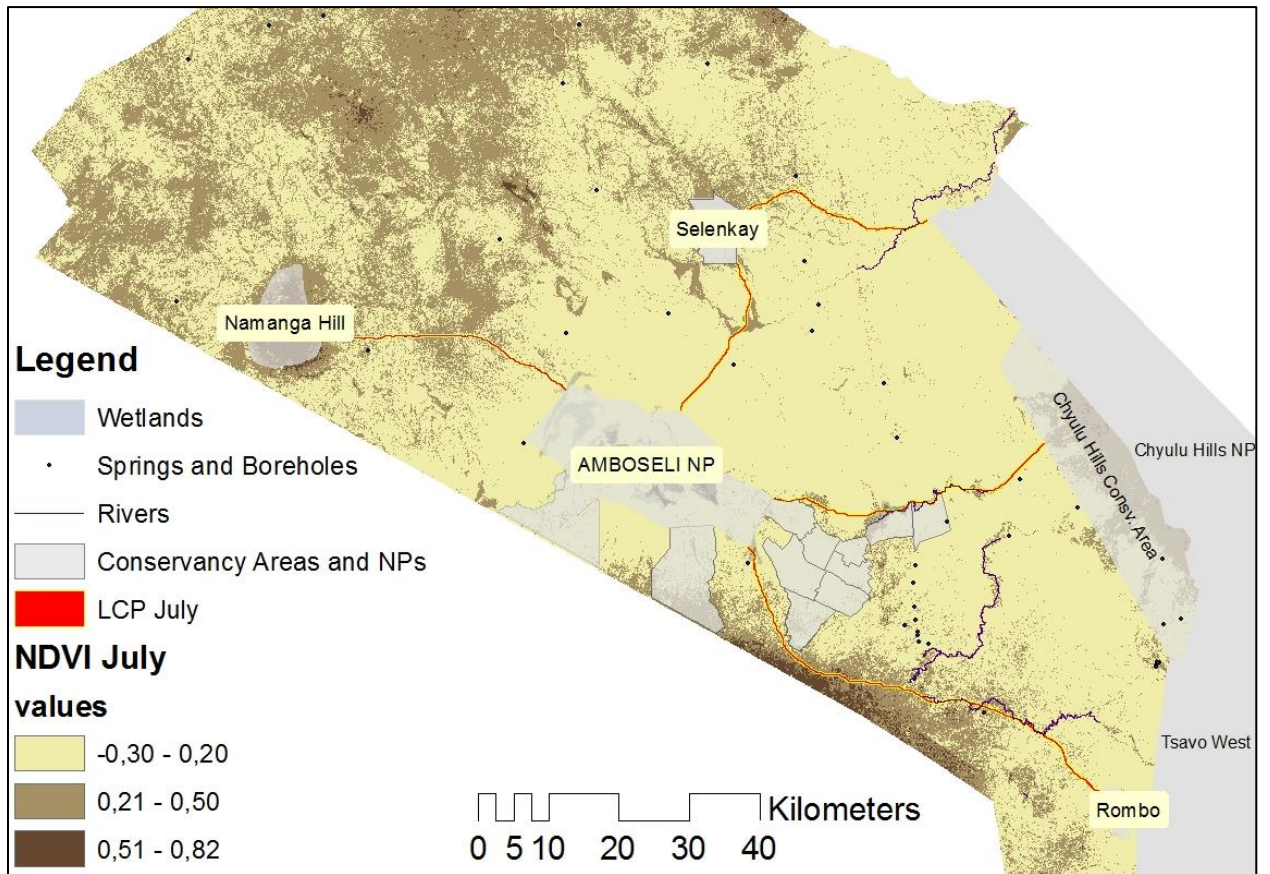 Selenkay
Namanga Hill
AMBOSELI NP
Chyulu Hills Consv. Area
Chyulu Hills NP
Tsavo West
Rombo
Legend
Wetlands
Springs and Boreholes
Rivers
Conservancy Areas and NPs
LCP July
NDVI July
values
-0,30 - 0,20
0,21 - 0,50
0,51 - 0,82
Kilometers
0 5 10 20 30 40